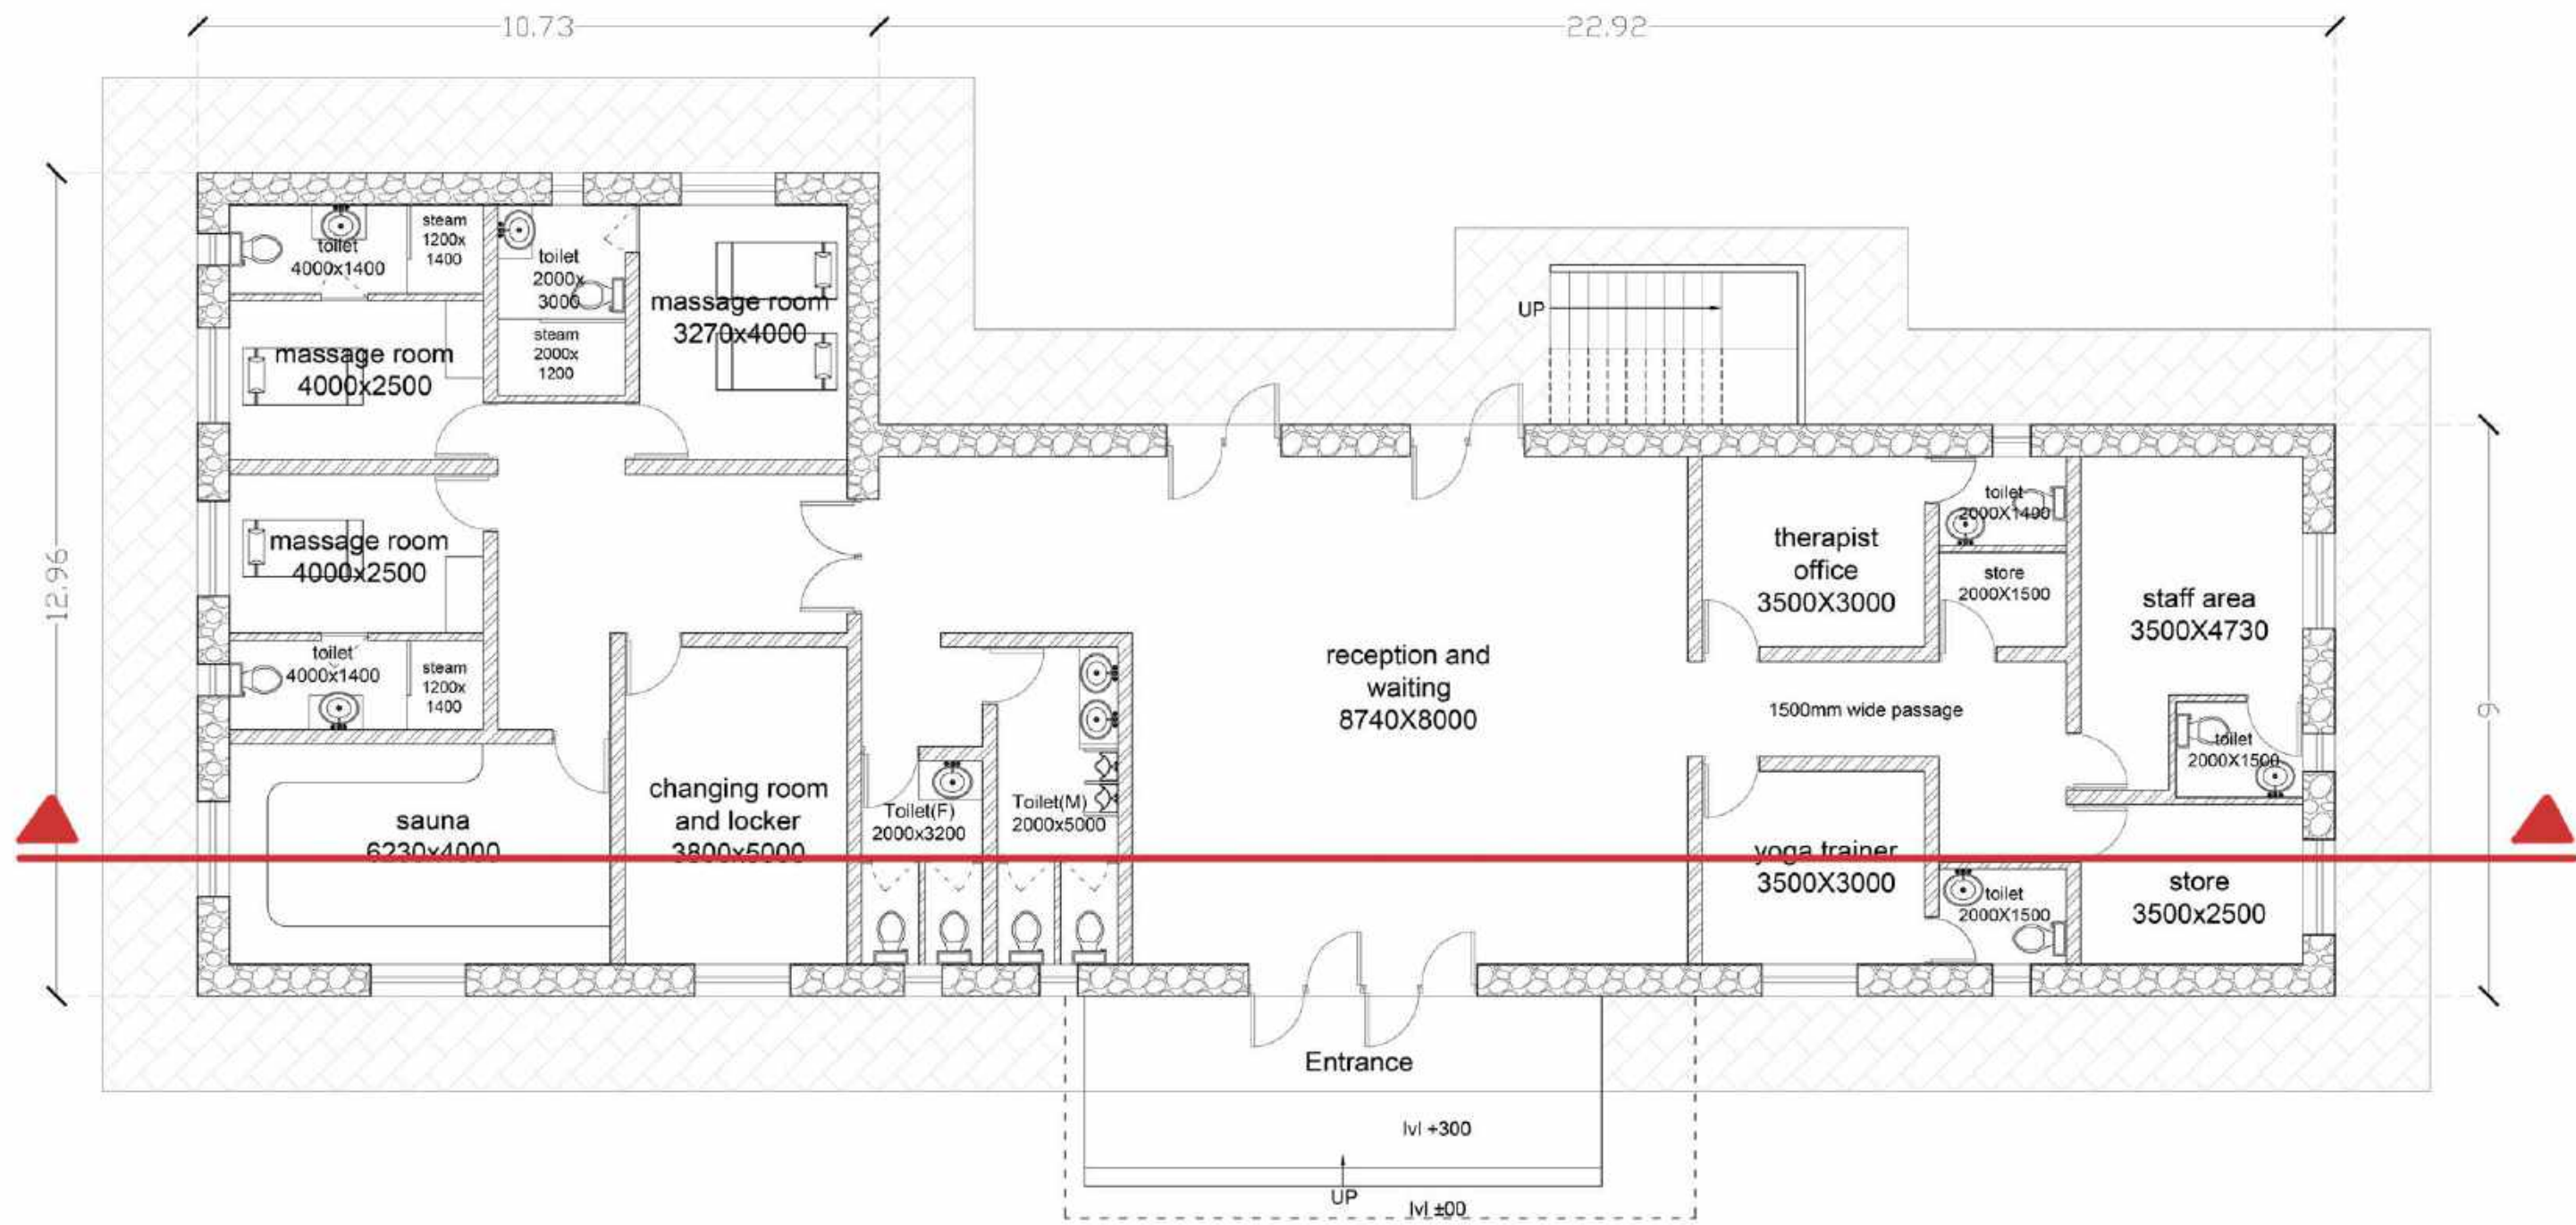 10.73
22.92
12.96
9
toilet
4000x1400
steam
1200x
1400
toilet
2000x
3000
steam
2000x
1200
massage room
3270x4000
massage room
4000x2500
massage room
4000x2500
toilet
4000x1400
steam
1200x
1400
sauna
6230x4000
changing room
and locker
3800x5000
Toilet(F)
2000x3200
Toilet(M)
2000x5000
reception and
waiting
8740X8000
UP
therapist
office
3500X3000
toilet
2000X1400
store
2000X1500
staff area
3500X4730
1500mm wide passage
toilet
2000X1500
yoga trainer
3500X3000
toilet
2000X1500
store
3500x2500
Entrance
lvl +300
UP
lvl ±00